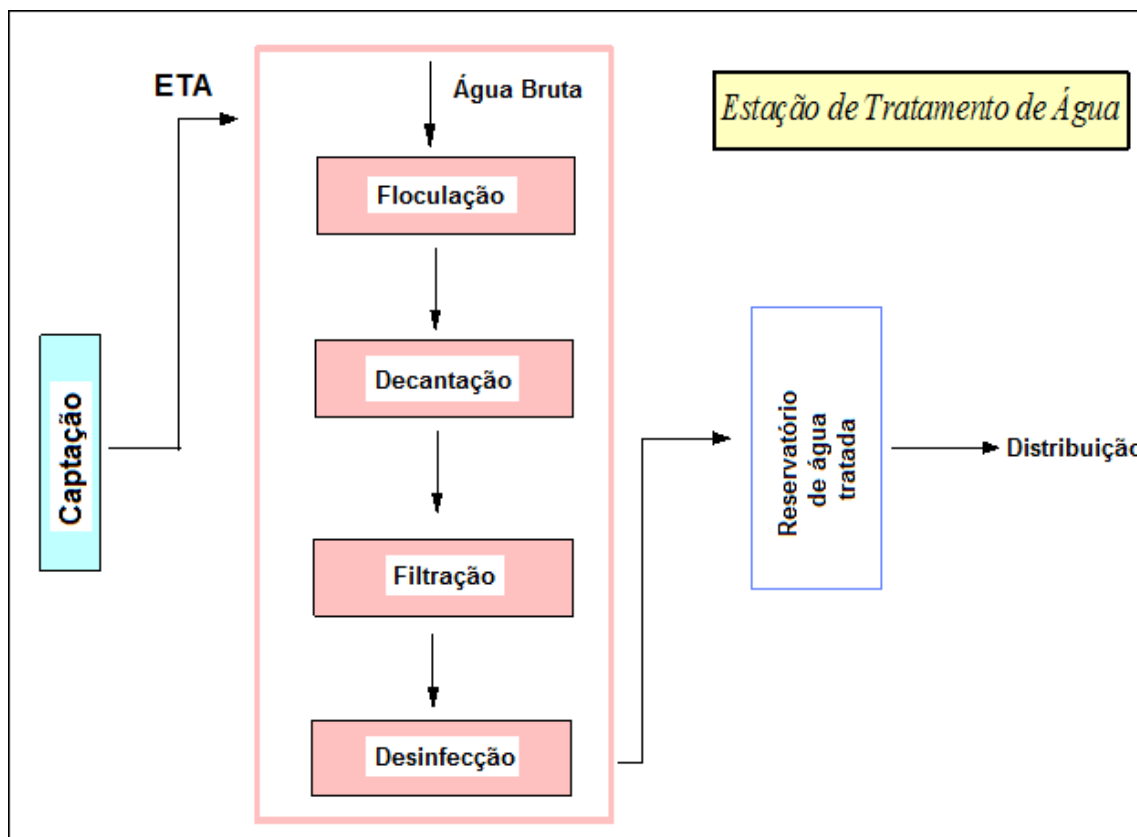 ETA
Água Bruta
Estação de Tratamento de Água
Floculação
Decantação
Captação
Filtração
Desinfecção
Reservatório
de água
tratada
Distribuição